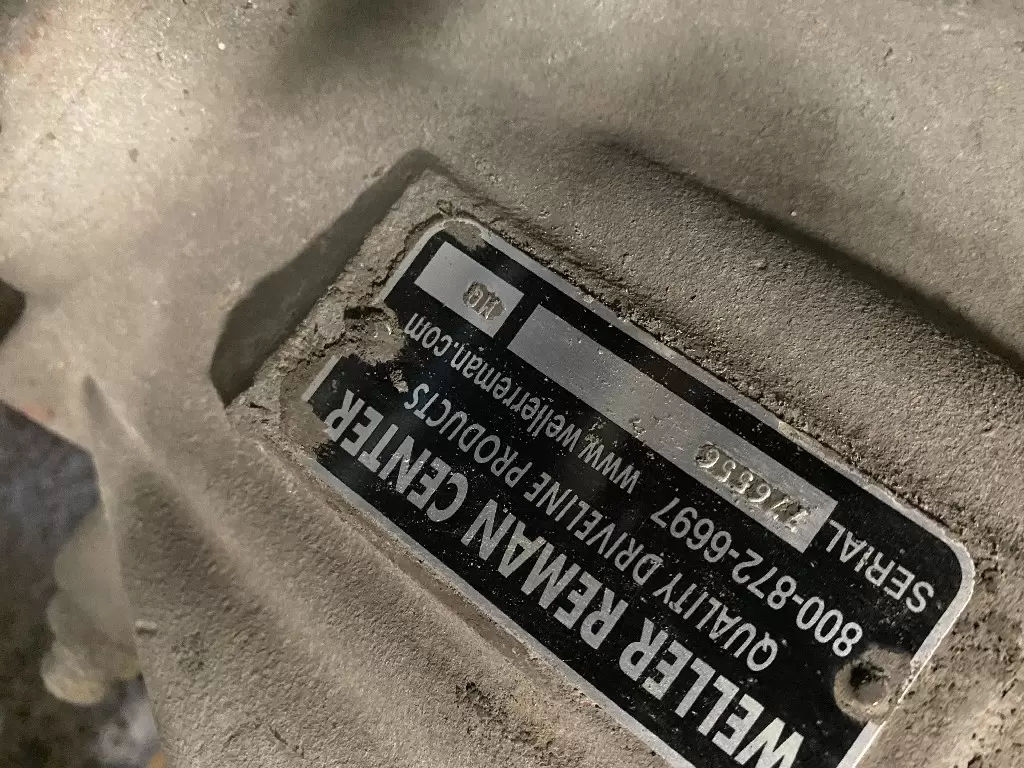 WELLER REMAN CENTER
QUALITY DRIVELINE PRODUCTS
800-872-6697 www.wellerreman.com
SERIAL